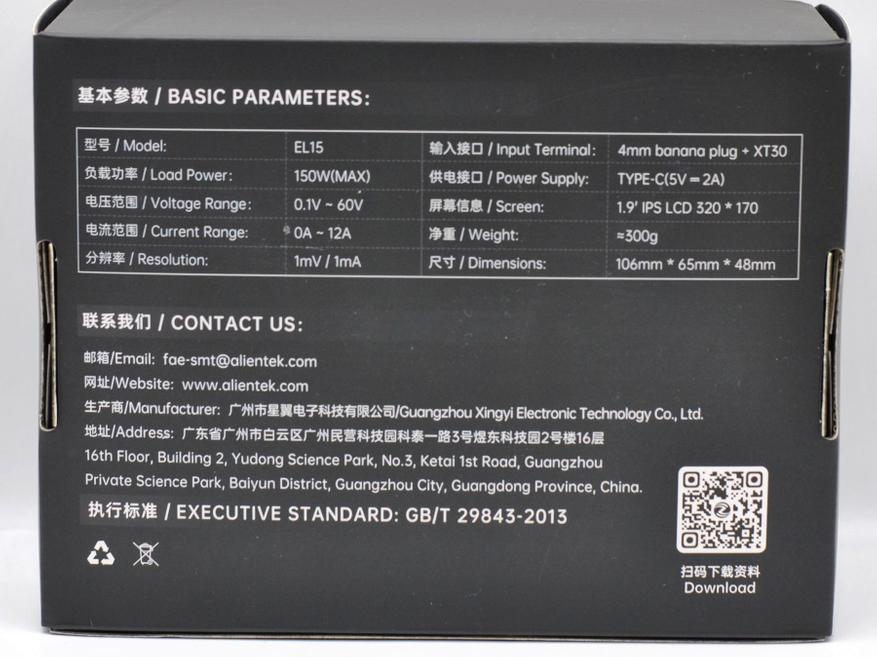 基本参数 / BASIC PARAMETERS:
型号 / Model: EL15 输入接口 / Input Terminal: 4mm banana plug + XT30
负载功率 / Load Power: 150W(MAX) 供电接口 / Power Supply: TYPE-C(5V ⎓ 2A)
电压范围 / Voltage Range: 0.1V ~ 60V 屏幕信息 / Screen: 1.9' IPS LCD 320 * 170
电流范围 / Current Range: 0A ~ 12A 净重 / Weight: ≈300g
分辨率 / Resolution: 1mV / 1mA 尺寸 / Dimensions: 106mm * 65mm * 48mm
联系我们 / CONTACT US:
邮箱/Email: fae-smt@alientek.com
网址/Website: www.alientek.com
生产商/Manufacturer: 广州市星翼电子科技有限公司/Guangzhou Xingyi Electronic Technology Co., Ltd.
地址/Address: 广东省广州市白云区广州民营科技园科泰一路3号煜东科技园2号楼16层
16th Floor, Building 2, Yudong Science Park, No.3, Ketai 1st Road, Guangzhou
Private Science Park, Baiyun District, Guangzhou City, Guangdong Province, China.
执行标准 / EXECUTIVE STANDARD: GB/T 29843-2013
扫码下载资料
Download